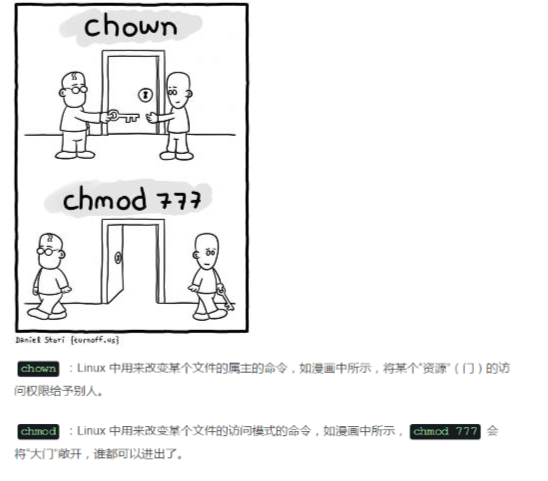 chown
chmod 777
Daniel Stori {turnoff.us}
chown ：Linux 中用来改变某个文件的属主的命令，如漫画中所示，将某个“资源”（门）的访
问权限给予别人。
chmod ：Linux 中用来改变某个文件的访问模式的命令，如漫画中所示， chmod 777 会
将“大门”敞开，谁都可以进出了。